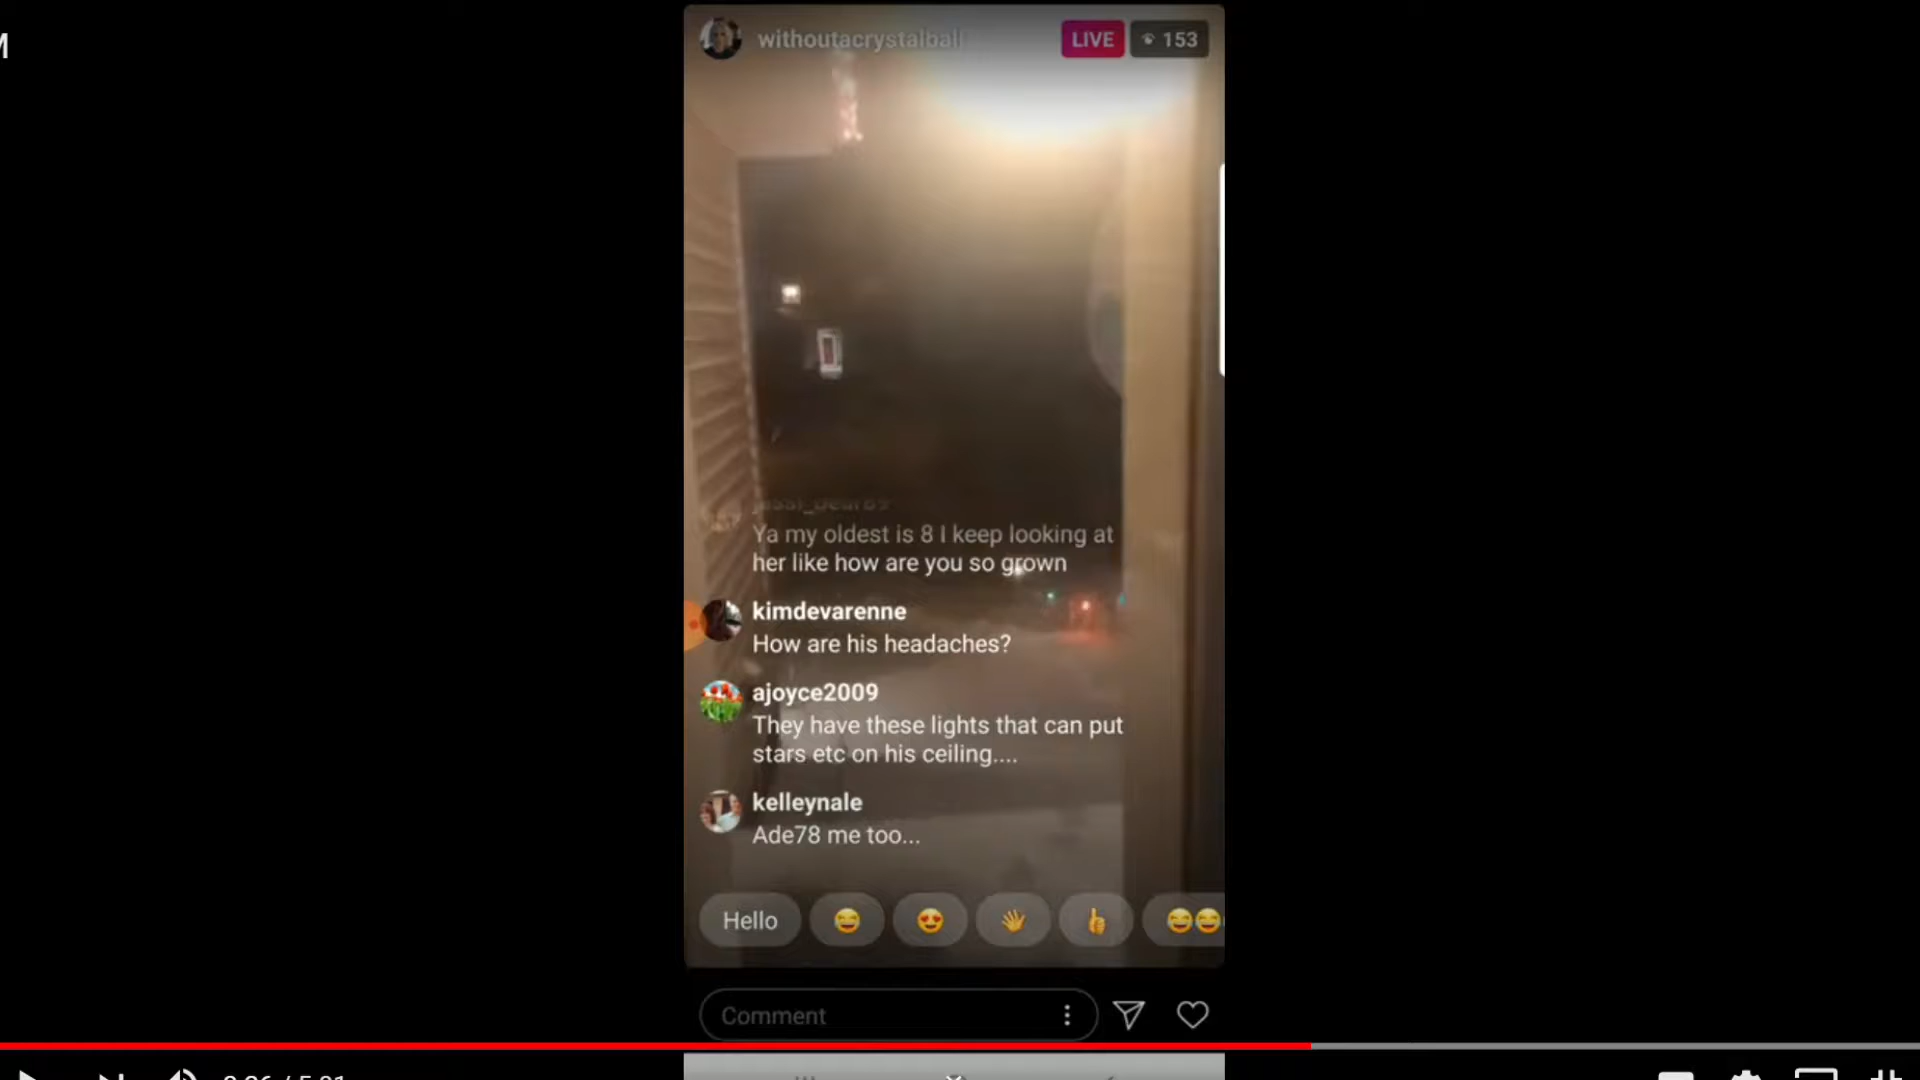 withoutacrystalball
LIVE
153
Ya my oldest is 8 I keep looking at
her like how are you so grown
kimdevarenne
How are his headaches?
ajoyce2009
They have these lights that can put
stars etc on his ceiling....
kelleynale
Ade78 me too...
Hello
Comment